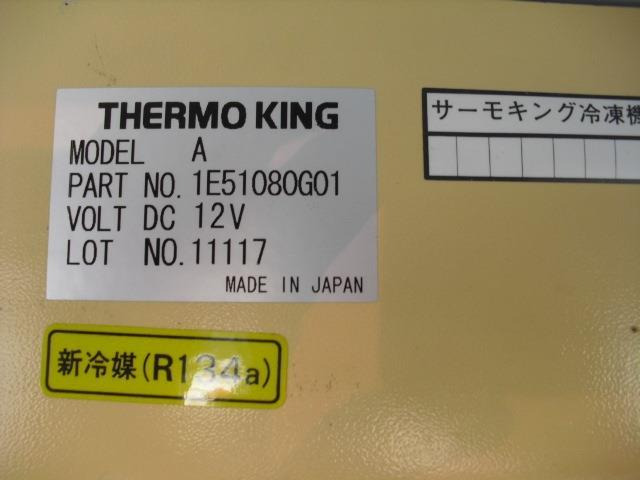 THERMO KING
MODEL A
PART NO. 1E51080G01
VOLT DC 12V
LOT NO. 11117
MADE IN JAPAN
サーモキング冷凍機
新冷媒(R134a)